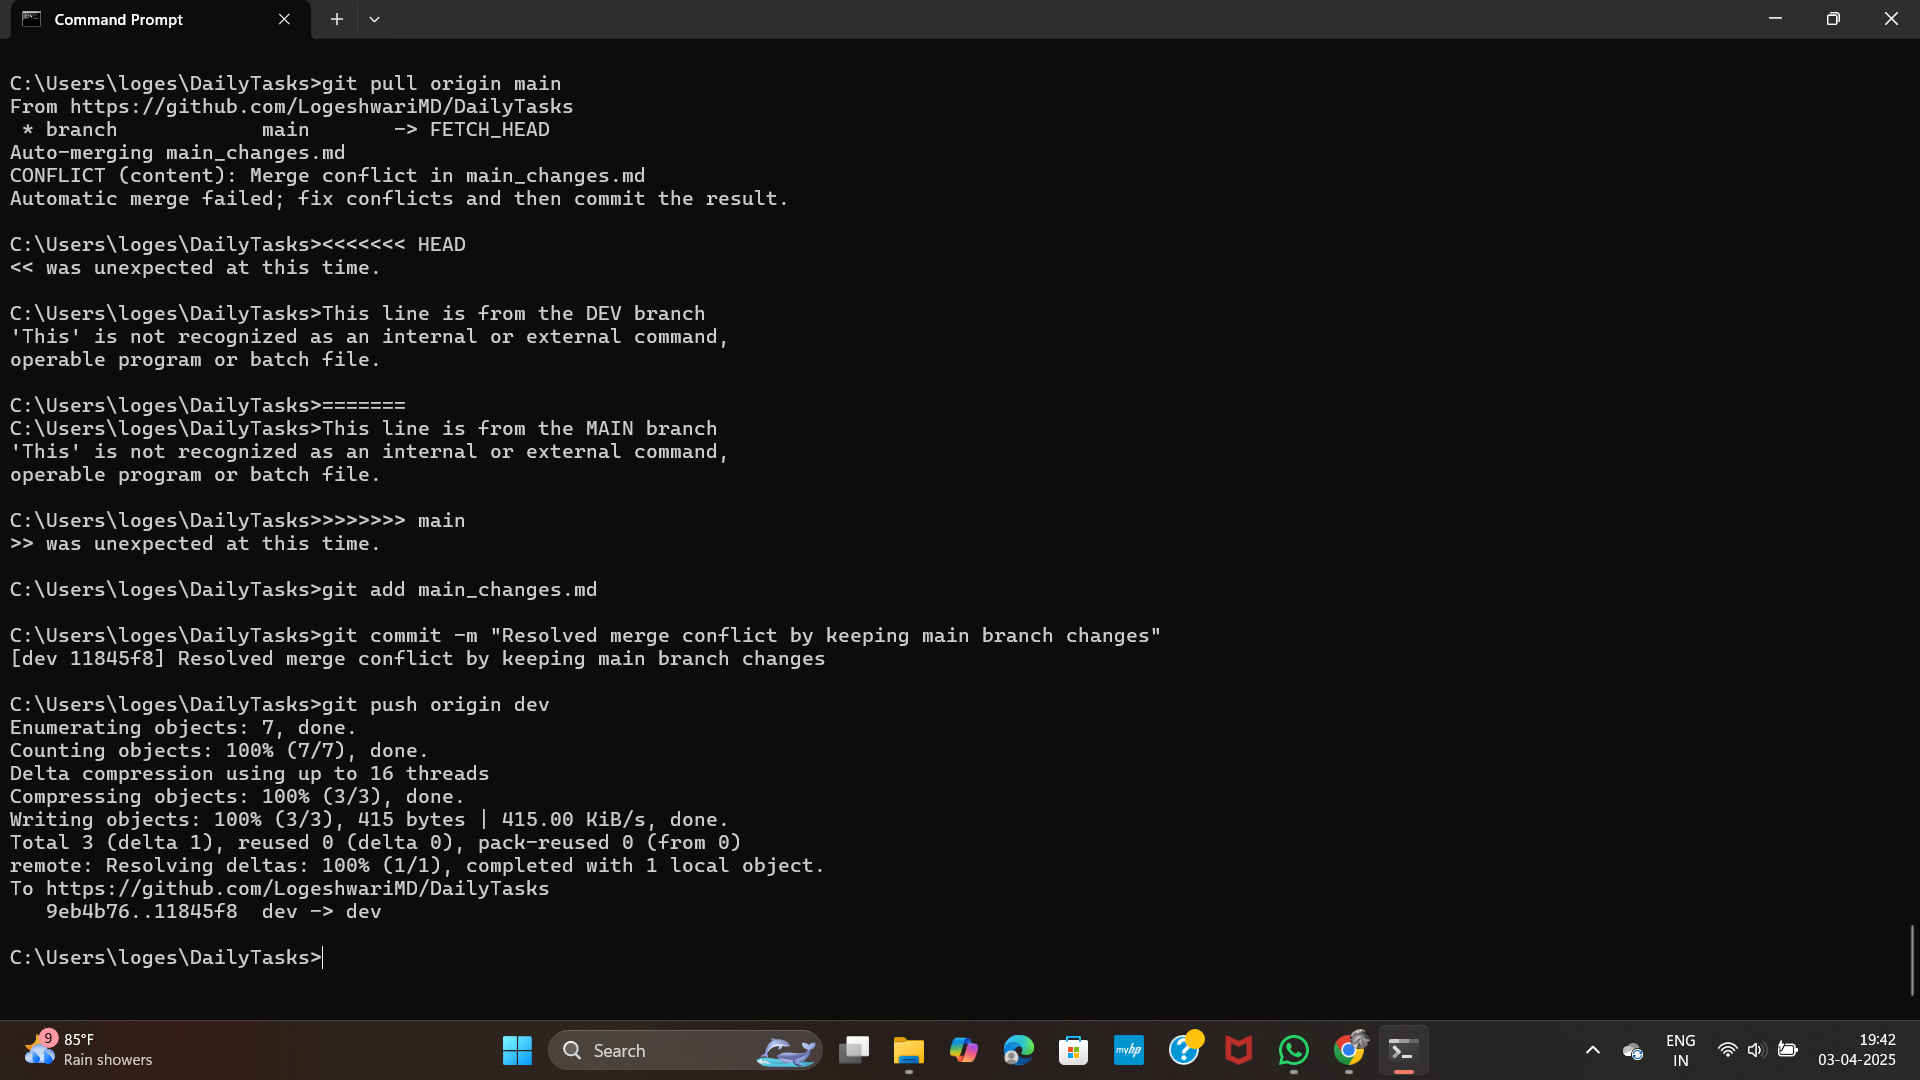 Command Prompt
C:\Users\loges\DailyTasks>git pull origin main
From https://github.com/LogeshwariMD/DailyTasks
 * branch            main       -> FETCH_HEAD
Auto-merging main_changes.md
CONFLICT (content): Merge conflict in main_changes.md
Automatic merge failed; fix conflicts and then commit the result.
C:\Users\loges\DailyTasks><<<<<<< HEAD
<< was unexpected at this time.
C:\Users\loges\DailyTasks>This line is from the DEV branch
'This' is not recognized as an internal or external command,
operable program or batch file.
C:\Users\loges\DailyTasks>=======
C:\Users\loges\DailyTasks>This line is from the MAIN branch
'This' is not recognized as an internal or external command,
operable program or batch file.
C:\Users\loges\DailyTasks>>>>>>>> main
>> was unexpected at this time.
C:\Users\loges\DailyTasks>git add main_changes.md
C:\Users\loges\DailyTasks>git commit -m "Resolved merge conflict by keeping main branch changes"
[dev 11845f8] Resolved merge conflict by keeping main branch changes
C:\Users\loges\DailyTasks>git push origin dev
Enumerating objects: 7, done.
Counting objects: 100% (7/7), done.
Delta compression using up to 16 threads
Compressing objects: 100% (3/3), done.
Writing objects: 100% (3/3), 415 bytes | 415.00 KiB/s, done.
Total 3 (delta 1), reused 0 (delta 0), pack-reused 0 (from 0)
remote: Resolving deltas: 100% (1/1), completed with 1 local object.
To https://github.com/LogeshwariMD/DailyTasks
   9eb4b76..11845f8  dev -> dev
C:\Users\loges\DailyTasks>
9
85°F
Rain showers
Search
myhp
ENG
IN
19:42
03-04-2025